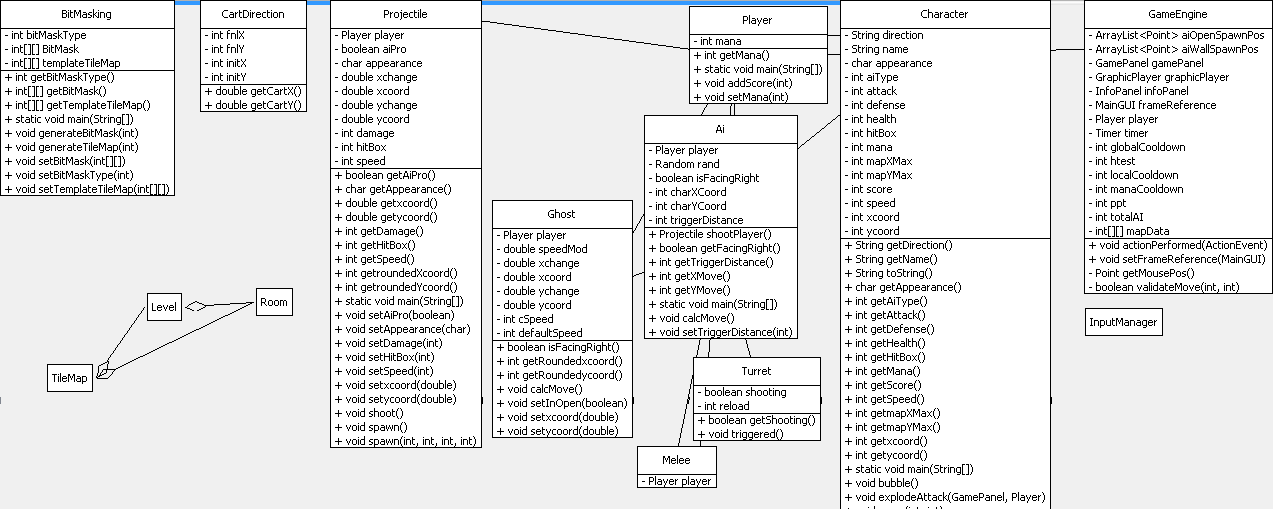 BitMasking
- int bitMaskType
- int[][] BitMask
- int[][] templateTileMap
+ int getBitMaskType()
+ int[][] getBitMask()
+ int[][] getTemplateTileMap()
+ static void main(String[])
+ void generateBitMask(int)
+ void generateTileMap(int)
+ void setBitMask(int[][])
+ void setBitMaskType(int)
+ void setTemplateTileMap(int[][])
CartDirection
- int fnlX
- int fnlY
- int initX
- int initY
+ double getCartX()
+ double getCartY()
Projectile
- Player player
- boolean aiPro
- char appearance
- double xchange
- double xcoord
- double ychange
- double ycoord
- int damage
- int hitBox
- int speed
+ boolean getAiPro()
+ char getAppearance()
+ double getxcoord()
+ double getycoord()
+ int getDamage()
+ int getHitBox()
+ int getSpeed()
+ int getroundedXcoord()
+ int getroundedYcoord()
+ static void main(String[])
+ void setAiPro(boolean)
+ void setAppearance(char)
+ void setDamage(int)
+ void setHitBox(int)
+ void setSpeed(int)
+ void setxcoord(double)
+ void setycoord(double)
+ void shoot()
+ void spawn()
+ void spawn(int, int, int, int)
Player
- int mana
+ int getMana()
+ static void main(String[])
+ void addScore(int)
+ void setMana(int)
Ai
- Player player
- Random rand
- boolean isFacingRight
- int charXCoord
- int charYCoord
- int triggerDistance
+ Projectile shootPlayer()
+ boolean getFacingRight()
+ int getTriggerDistance()
+ int getXMove()
+ int getYMove()
+ static void main(String[])
+ void calcMove()
+ void setTriggerDistance(int)
Ghost
- Player player
- double speedMod
- double xchange
- double xcoord
- double ychange
- double ycoord
- int cSpeed
- int defaultSpeed
+ boolean isFacingRight()
+ int getRoundedxcoord()
+ int getRoundedycoord()
+ void calcMove()
+ void setInOpen(boolean)
+ void setxcoord(double)
+ void setycoord(double)
Turret
- boolean shooting
- int reload
+ boolean getShooting()
+ void triggered()
Melee
- Player player
Character
- String direction
- String name
- char appearance
- int aiType
- int attack
- int defense
- int health
- int hitBox
- int mana
- int mapXMax
- int mapYMax
- int score
- int speed
- int xcoord
- int ycoord
+ String getDirection()
+ String getName()
+ String toString()
+ char getAppearance()
+ int getAiType()
+ int getAttack()
+ int getDefense()
+ int getHealth()
+ int getHitBox()
+ int getMana()
+ int getScore()
+ int getSpeed()
+ int getmapXMax()
+ int getmapYMax()
+ int getxcoord()
+ int getycoord()
+ static void main(String[])
+ void bubble()
+ void explodeAttack(GamePanel, Player)
GameEngine
- ArrayList<Point> aiOpenSpawnPos
- ArrayList<Point> aiWallSpawnPos
- GamePanel gamePanel
- GraphicPlayer graphicPlayer
- InfoPanel infoPanel
- MainGUI frameReference
- Player player
- Timer timer
- int globalCooldown
- int htest
- int localCooldown
- int manaCooldown
- int ppt
- int totalAI
- int[][] mapData
+ void actionPerformed(ActionEvent)
+ void setFrameReference(MainGUI)
- Point getMousePos()
- boolean validateMove(int, int)
InputManager
Level
Room
TileMap